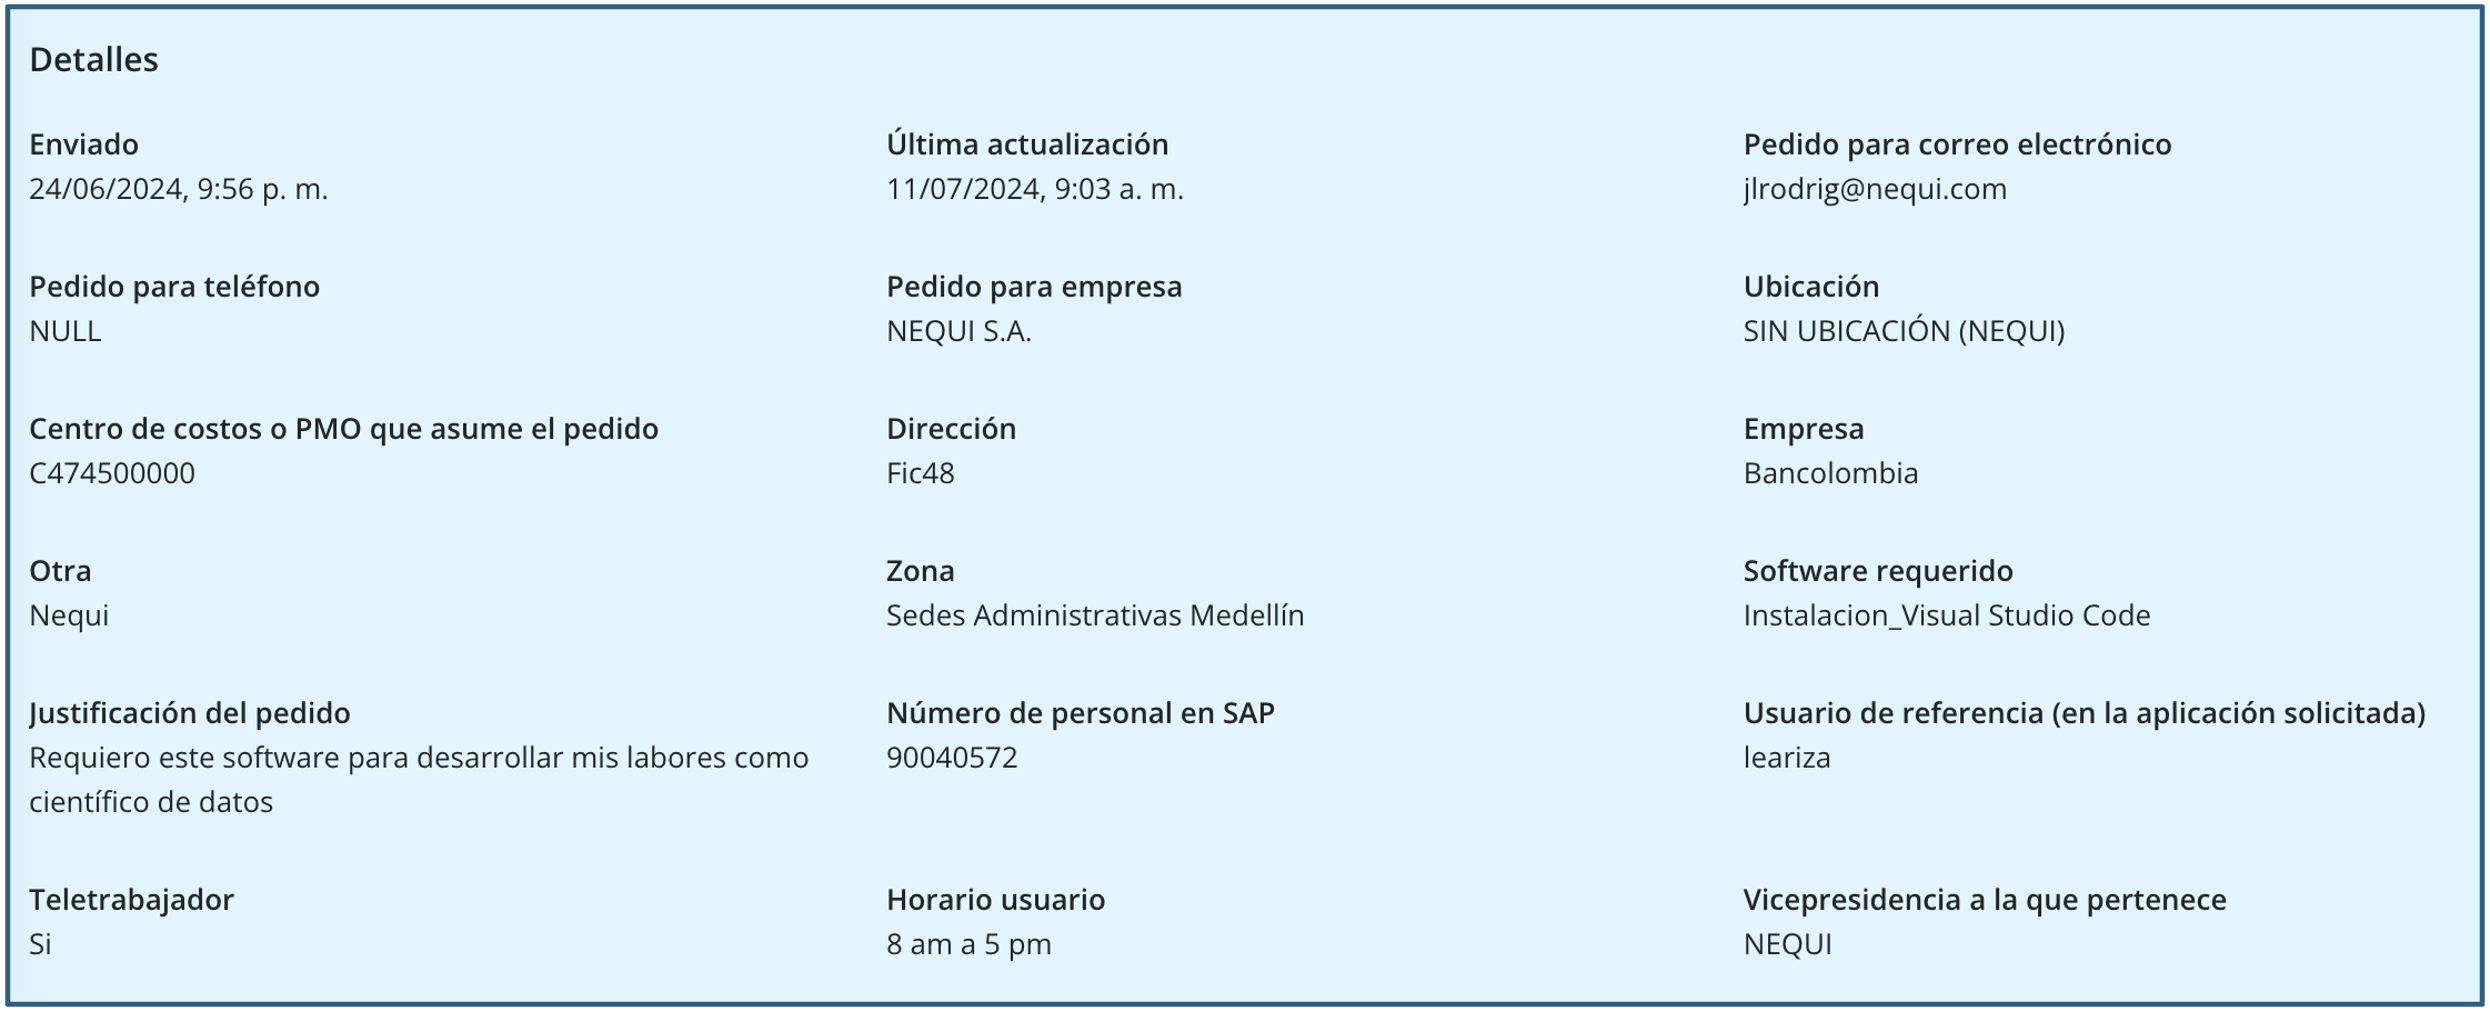 Detalles
Enviado
24/06/2024, 9:56 p. m.
Última actualización
11/07/2024, 9:03 a. m.
Pedido para correo electrónico
jlrodrig@nequi.com
Pedido para teléfono
NULL
Pedido para empresa
NEQUI S.A.
Ubicación
SIN UBICACIÓN (NEQUI)
Centro de costos o PMO que asume el pedido
C474500000
Dirección
Fic48
Empresa
Bancolombia
Otra
Nequi
Zona
Sedes Administrativas Medellín
Software requerido
Instalacion_Visual Studio Code
Justificación del pedido
Requiero este software para desarrollar mis labores como
científico de datos
Número de personal en SAP
90040572
Usuario de referencia (en la aplicación solicitada)
leariza
Teletrabajador
Si
Horario usuario
8 am a 5 pm
Vicepresidencia a la que pertenece
NEQUI